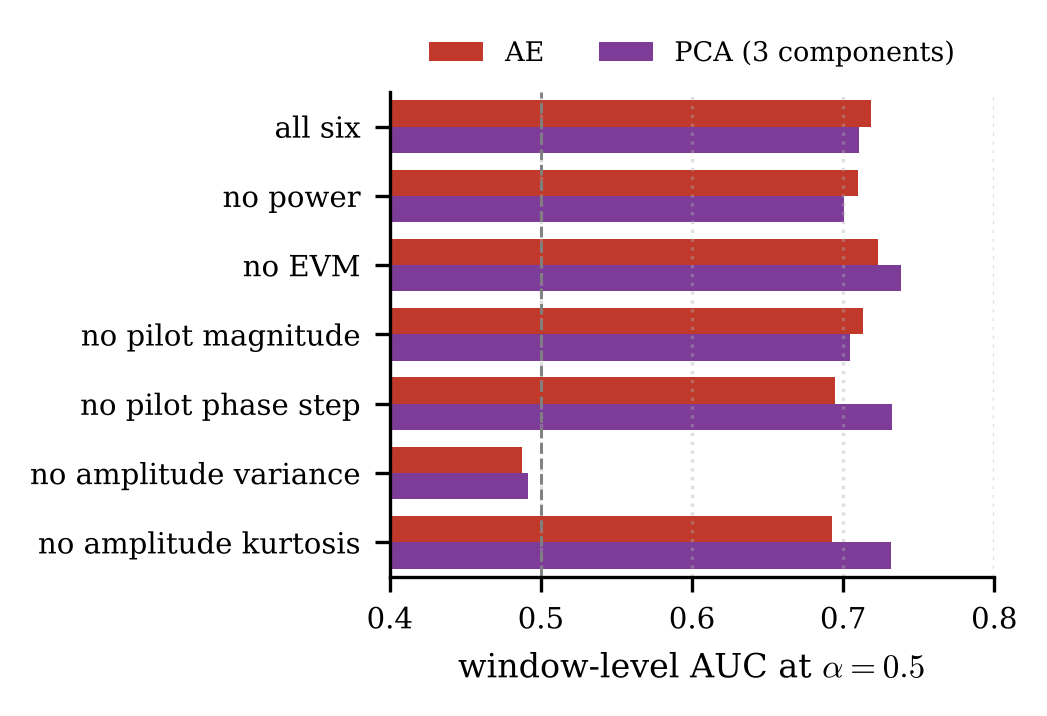 AE PCA (3 components)
all six
no power
no EVM
no pilot magnitude
no pilot phase step
no amplitude variance
no amplitude kurtosis
0.4 0.5 0.6 0.7 0.8
window-level AUC at α = 0.5